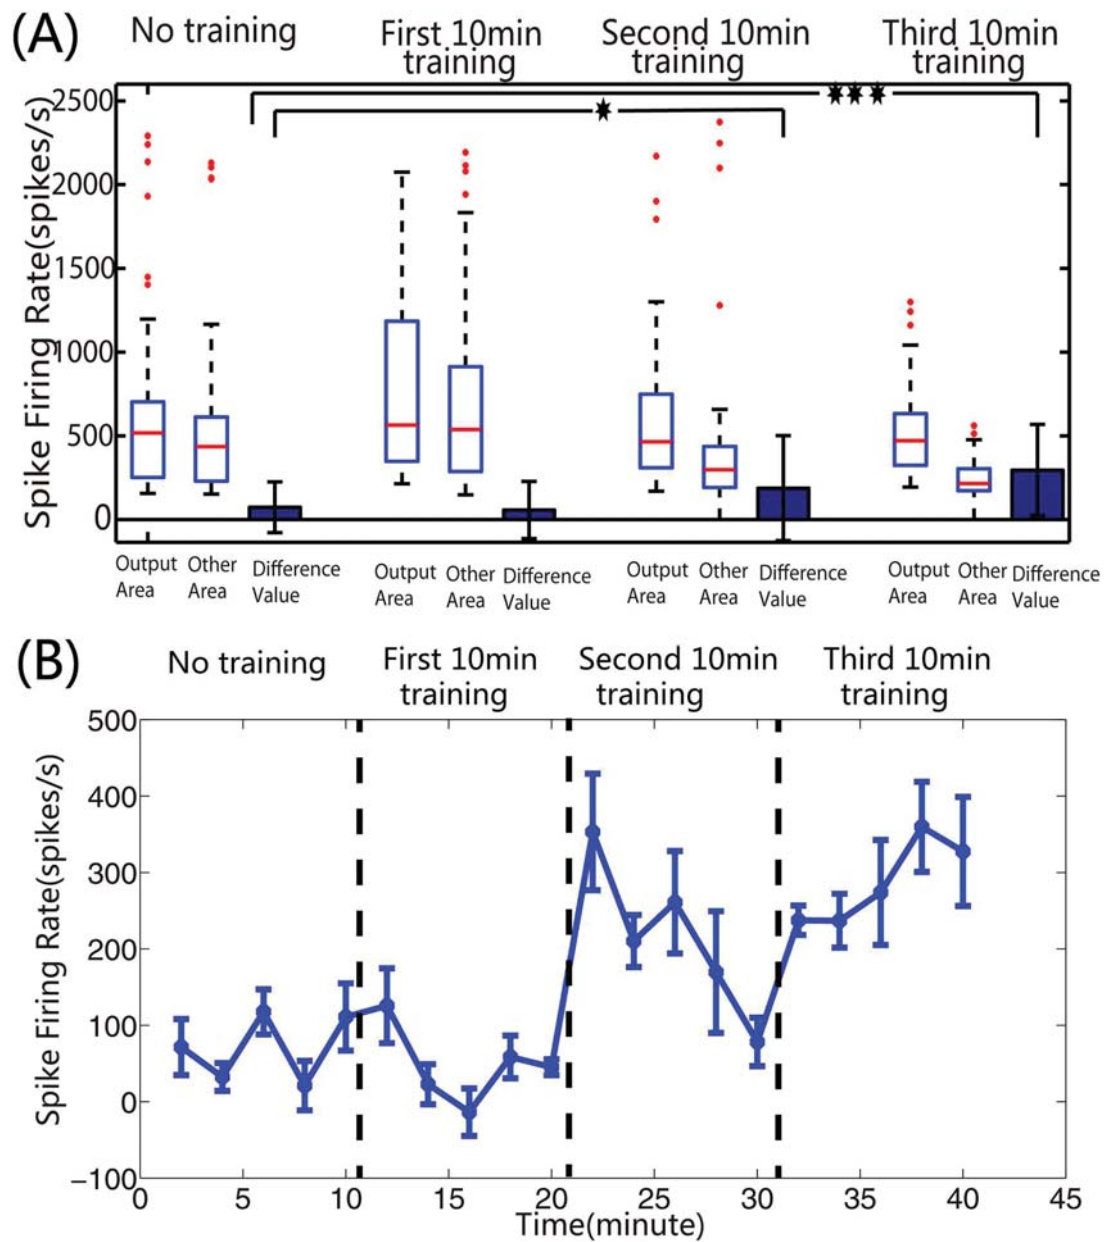 (A)
No training
First 10min
training
Second 10min
training
Third 10min
training
Spike Firing Rate(spikes/s)
2500
2000
1500
1000
500
0
Output
Area
Other
Area
Difference
Value
Output
Area
Other
Area
Difference
Value
Output
Area
Other
Area
Difference
Value
Output
Area
Other
Area
Difference
Value
(B)
No training
First 10min
training
Second 10min
training
Third 10min
training
Spike Firing Rate(spikes/s)
500
400
300
200
100
0
−100
0 5 10 15 20 25 30 35 40 45
Time(minute)